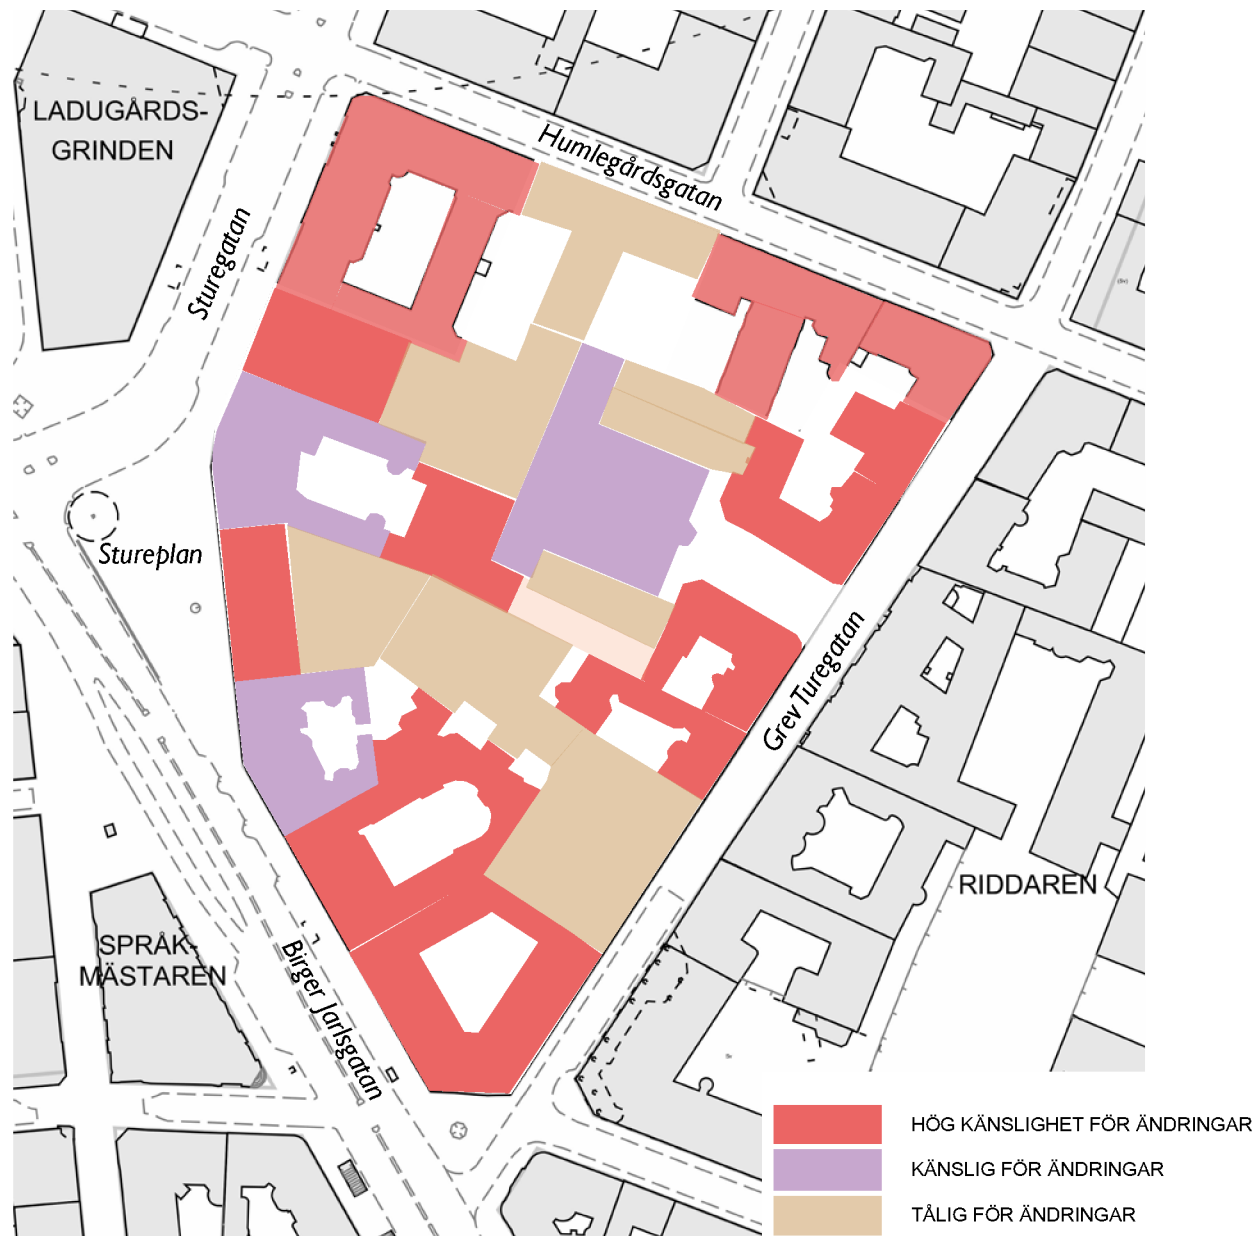 LADUGÅRDS-
GRINDEN
Humlegårdsgatan
Sturegatan
Stureplan
Grev Turegatan
RIDDAREN
SPRÅK-
MÄSTAREN
Birger Jarlsgatan
HÖG KÄNSLIGHET FÖR ÄNDRINGAR
KÄNSLIG FÖR ÄNDRINGAR
TÅLIG FÖR ÄNDRINGAR